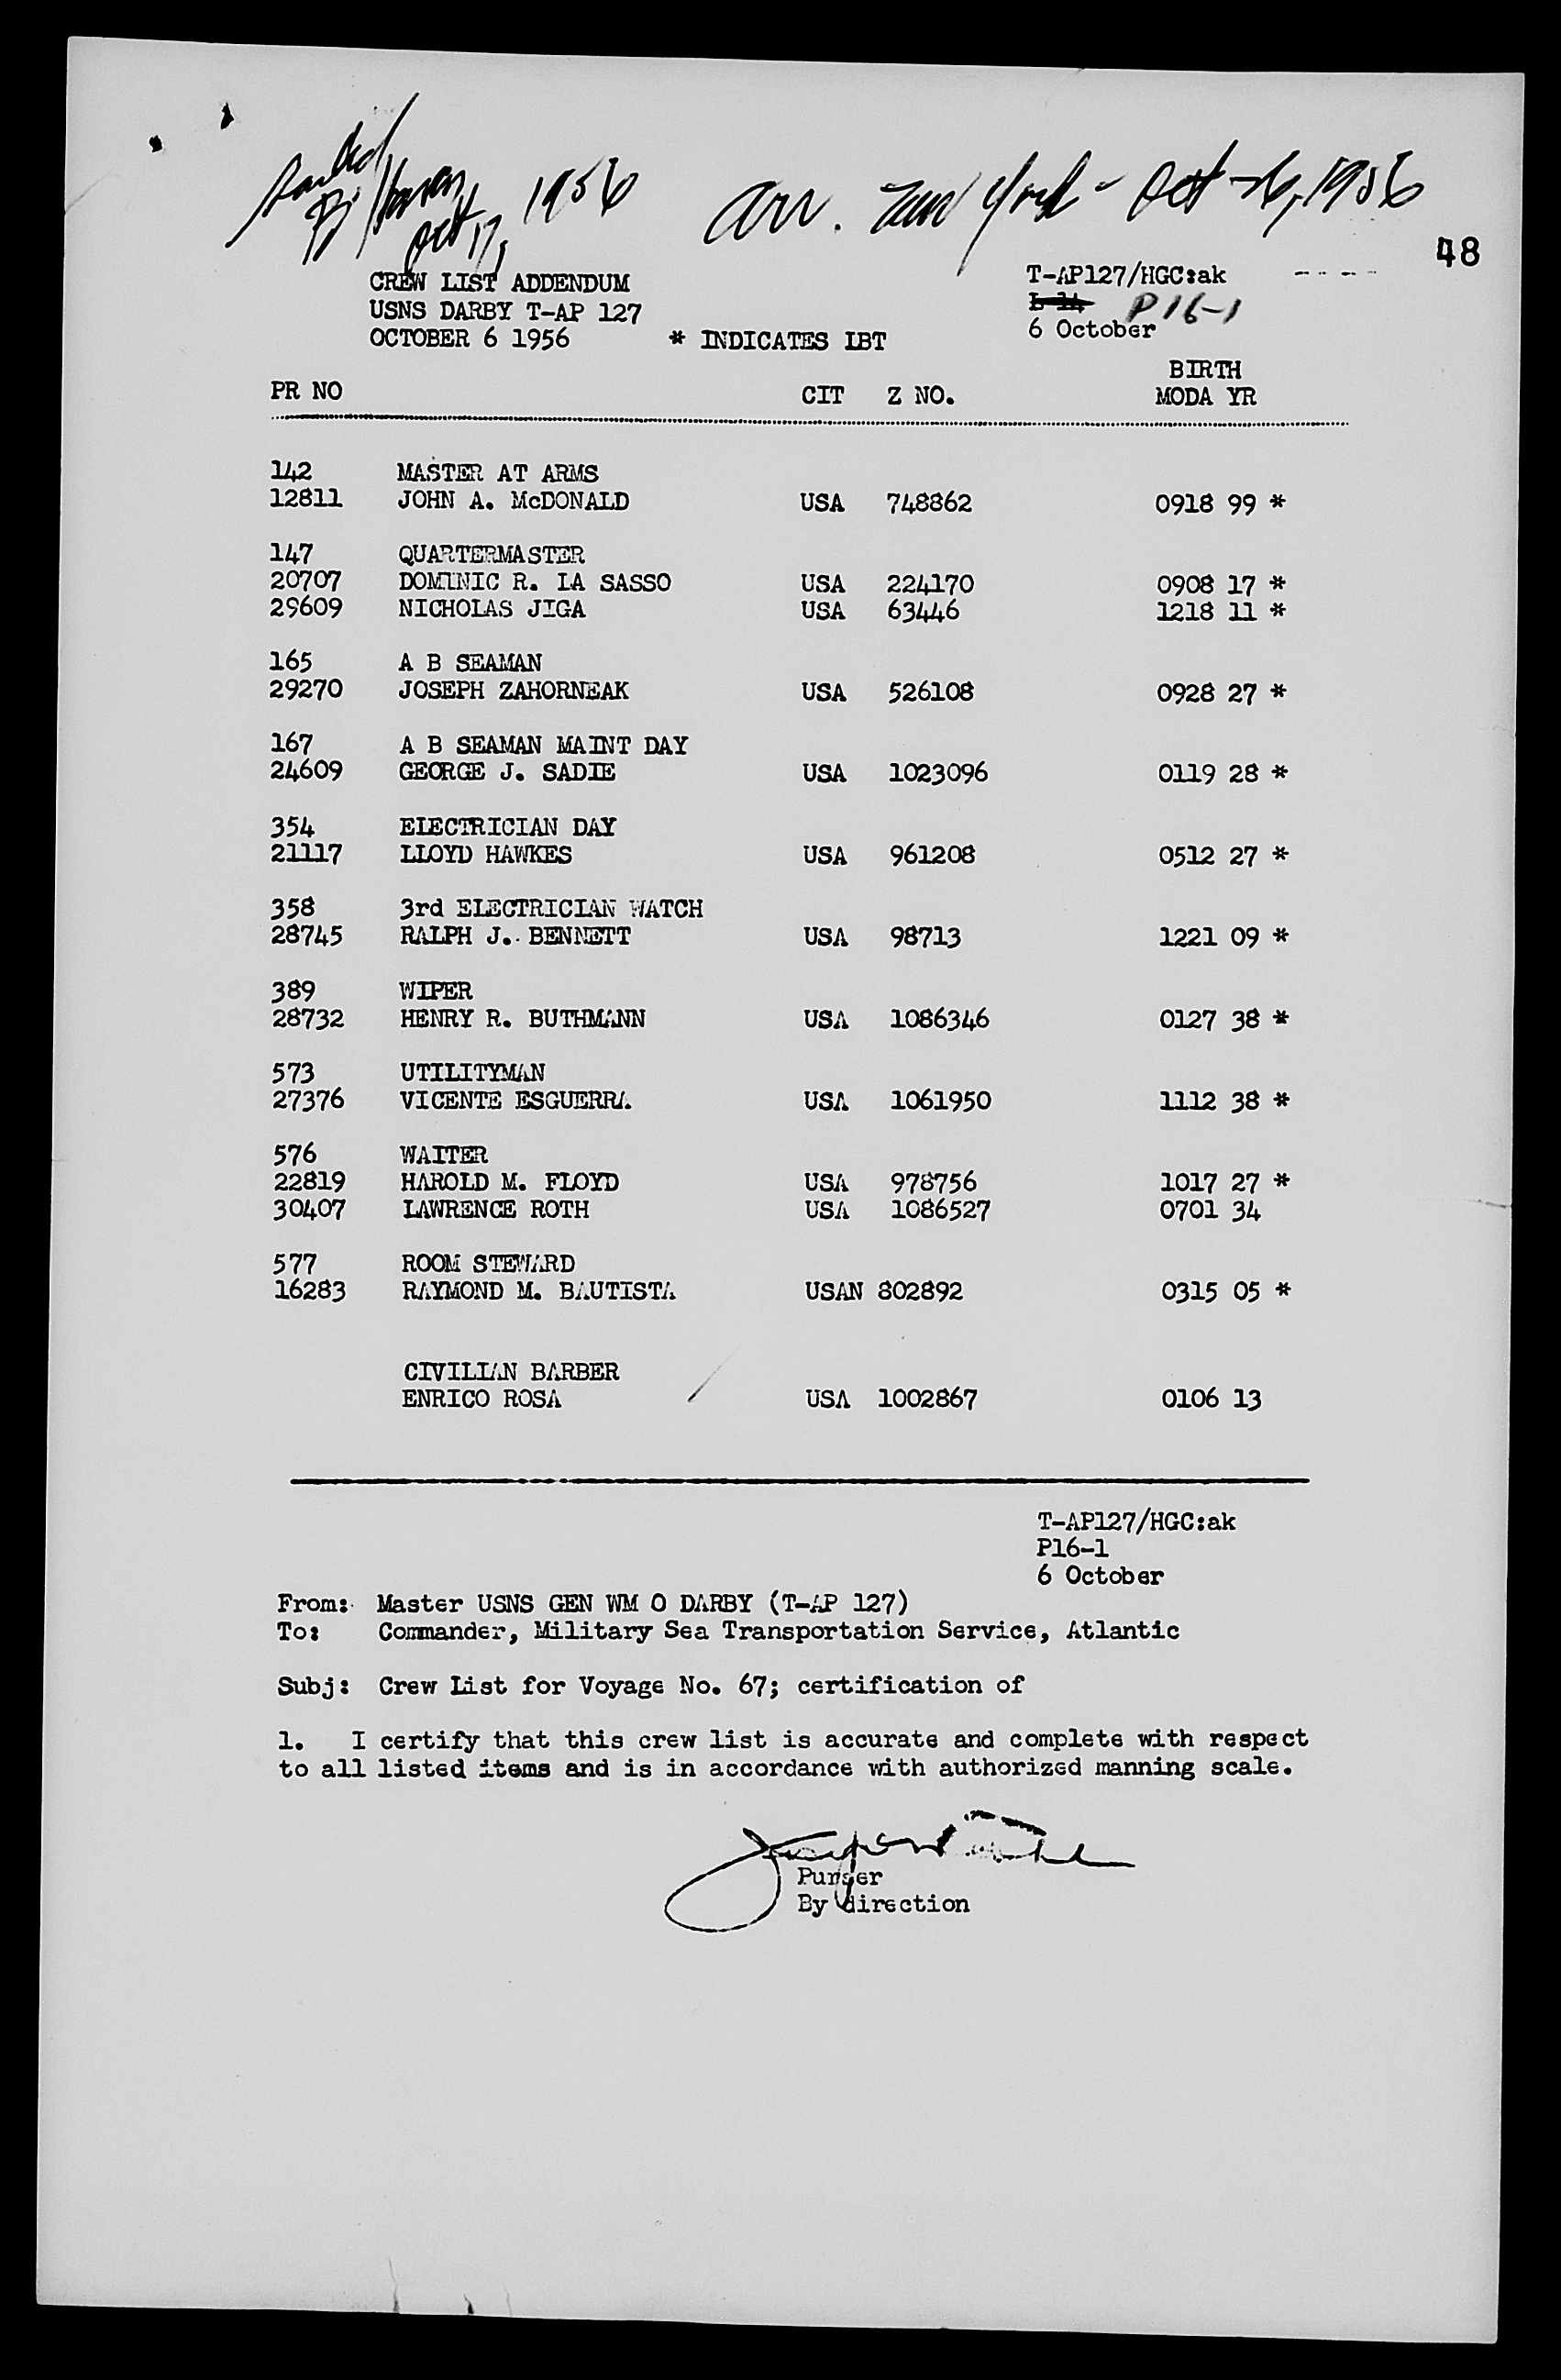 Sailed
Br Haven
Oct 17, 1956 arr. New York - Oct 26, 1956
48
CREW LIST ADDENDUM T-AP127/HGC:ak
USNS DARBY T-AP 127 L 14 P16-1
OCTOBER 6 1956 * INDICATES LBT 6 October
BIRTH
PR NO CIT Z NO. MODA YR
142 MASTER AT ARMS
12811 JOHN A. McDONALD USA 748862 0918 99 *
147 QUARTERMASTER
20707 DOMINIC R. LA SASSO USA 224170 0908 17 *
29609 NICHOLAS JIGA USA 63446 1218 11 *
165 A B SEAMAN
29270 JOSEPH ZAHORNEAK USA 526108 0928 27 *
167 A B SEAMAN MAINT DAY
24609 GEORGE J. SADIE USA 1023096 0119 28 *
354 ELECTRICIAN DAY
21117 LLOYD HAWKES USA 961208 0512 27 *
358 3rd ELECTRICIAN WATCH
28745 RALPH J. BENNETT USA 98713 1221 09 *
389 WIPER
28732 HENRY R. BUTHMANN USA 1086346 0127 38 *
573 UTILITYMAN
27376 VICENTE ESGUERRA USA 1061950 1112 38 *
576 WAITER
22819 HAROLD M. FLOYD USA 978756 1017 27 *
30407 LAWRENCE ROTH USA 1086527 0701 34
577 ROOM STEWARD
16283 RAYMOND M. BAUTISTA USAN 802892 0315 05 *
CIVILIAN BARBER
ENRICO ROSA USA 1002867 0106 13
T-AP127/HGC:ak
P16-1
6 October
From: Master USNS GEN WM O DARBY (T-AP 127)
To: Commander, Military Sea Transportation Service, Atlantic
Subj: Crew List for Voyage No. 67; certification of
1. I certify that this crew list is accurate and complete with respect
to all listed items and is in accordance with authorized manning scale.
Purser
By direction